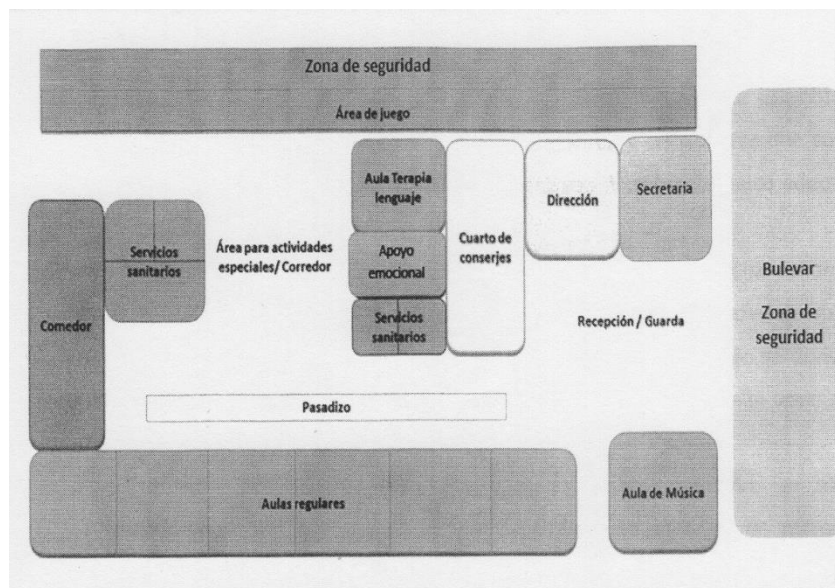 Zona de seguridad
Área de juego
Aula Terapia
lenguaje
Dirección
Secretaria
Servicios
sanitarios
Área para actividades
especiales/ Corredor
Apoyo
emocional
Cuarto de
conserjes
Bulevar
Zona de
seguridad
Comedor
Servicios
sanitarios
Recepción / Guarda
Pasadizo
Aulas regulares
Aula de Música